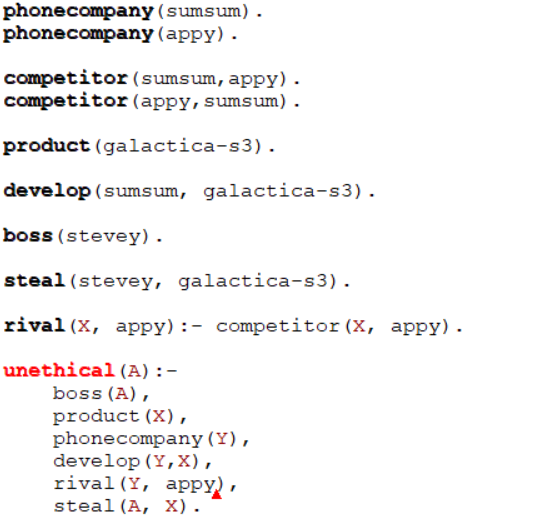 phonecompany(sumsum).
phonecompany(appy).
competitor(sumsum,appy).
competitor(appy,sumsum).
product(galactica-s3).
develop(sumsum, galactica-s3).
boss(stevey).
steal(stevey, galactica-s3).
rival(X, appy):- competitor(X, appy).
unethical(A):-
boss(A),
product(X),
phonecompany(Y),
develop(Y,X),
rival(Y, appy),
steal(A, X).